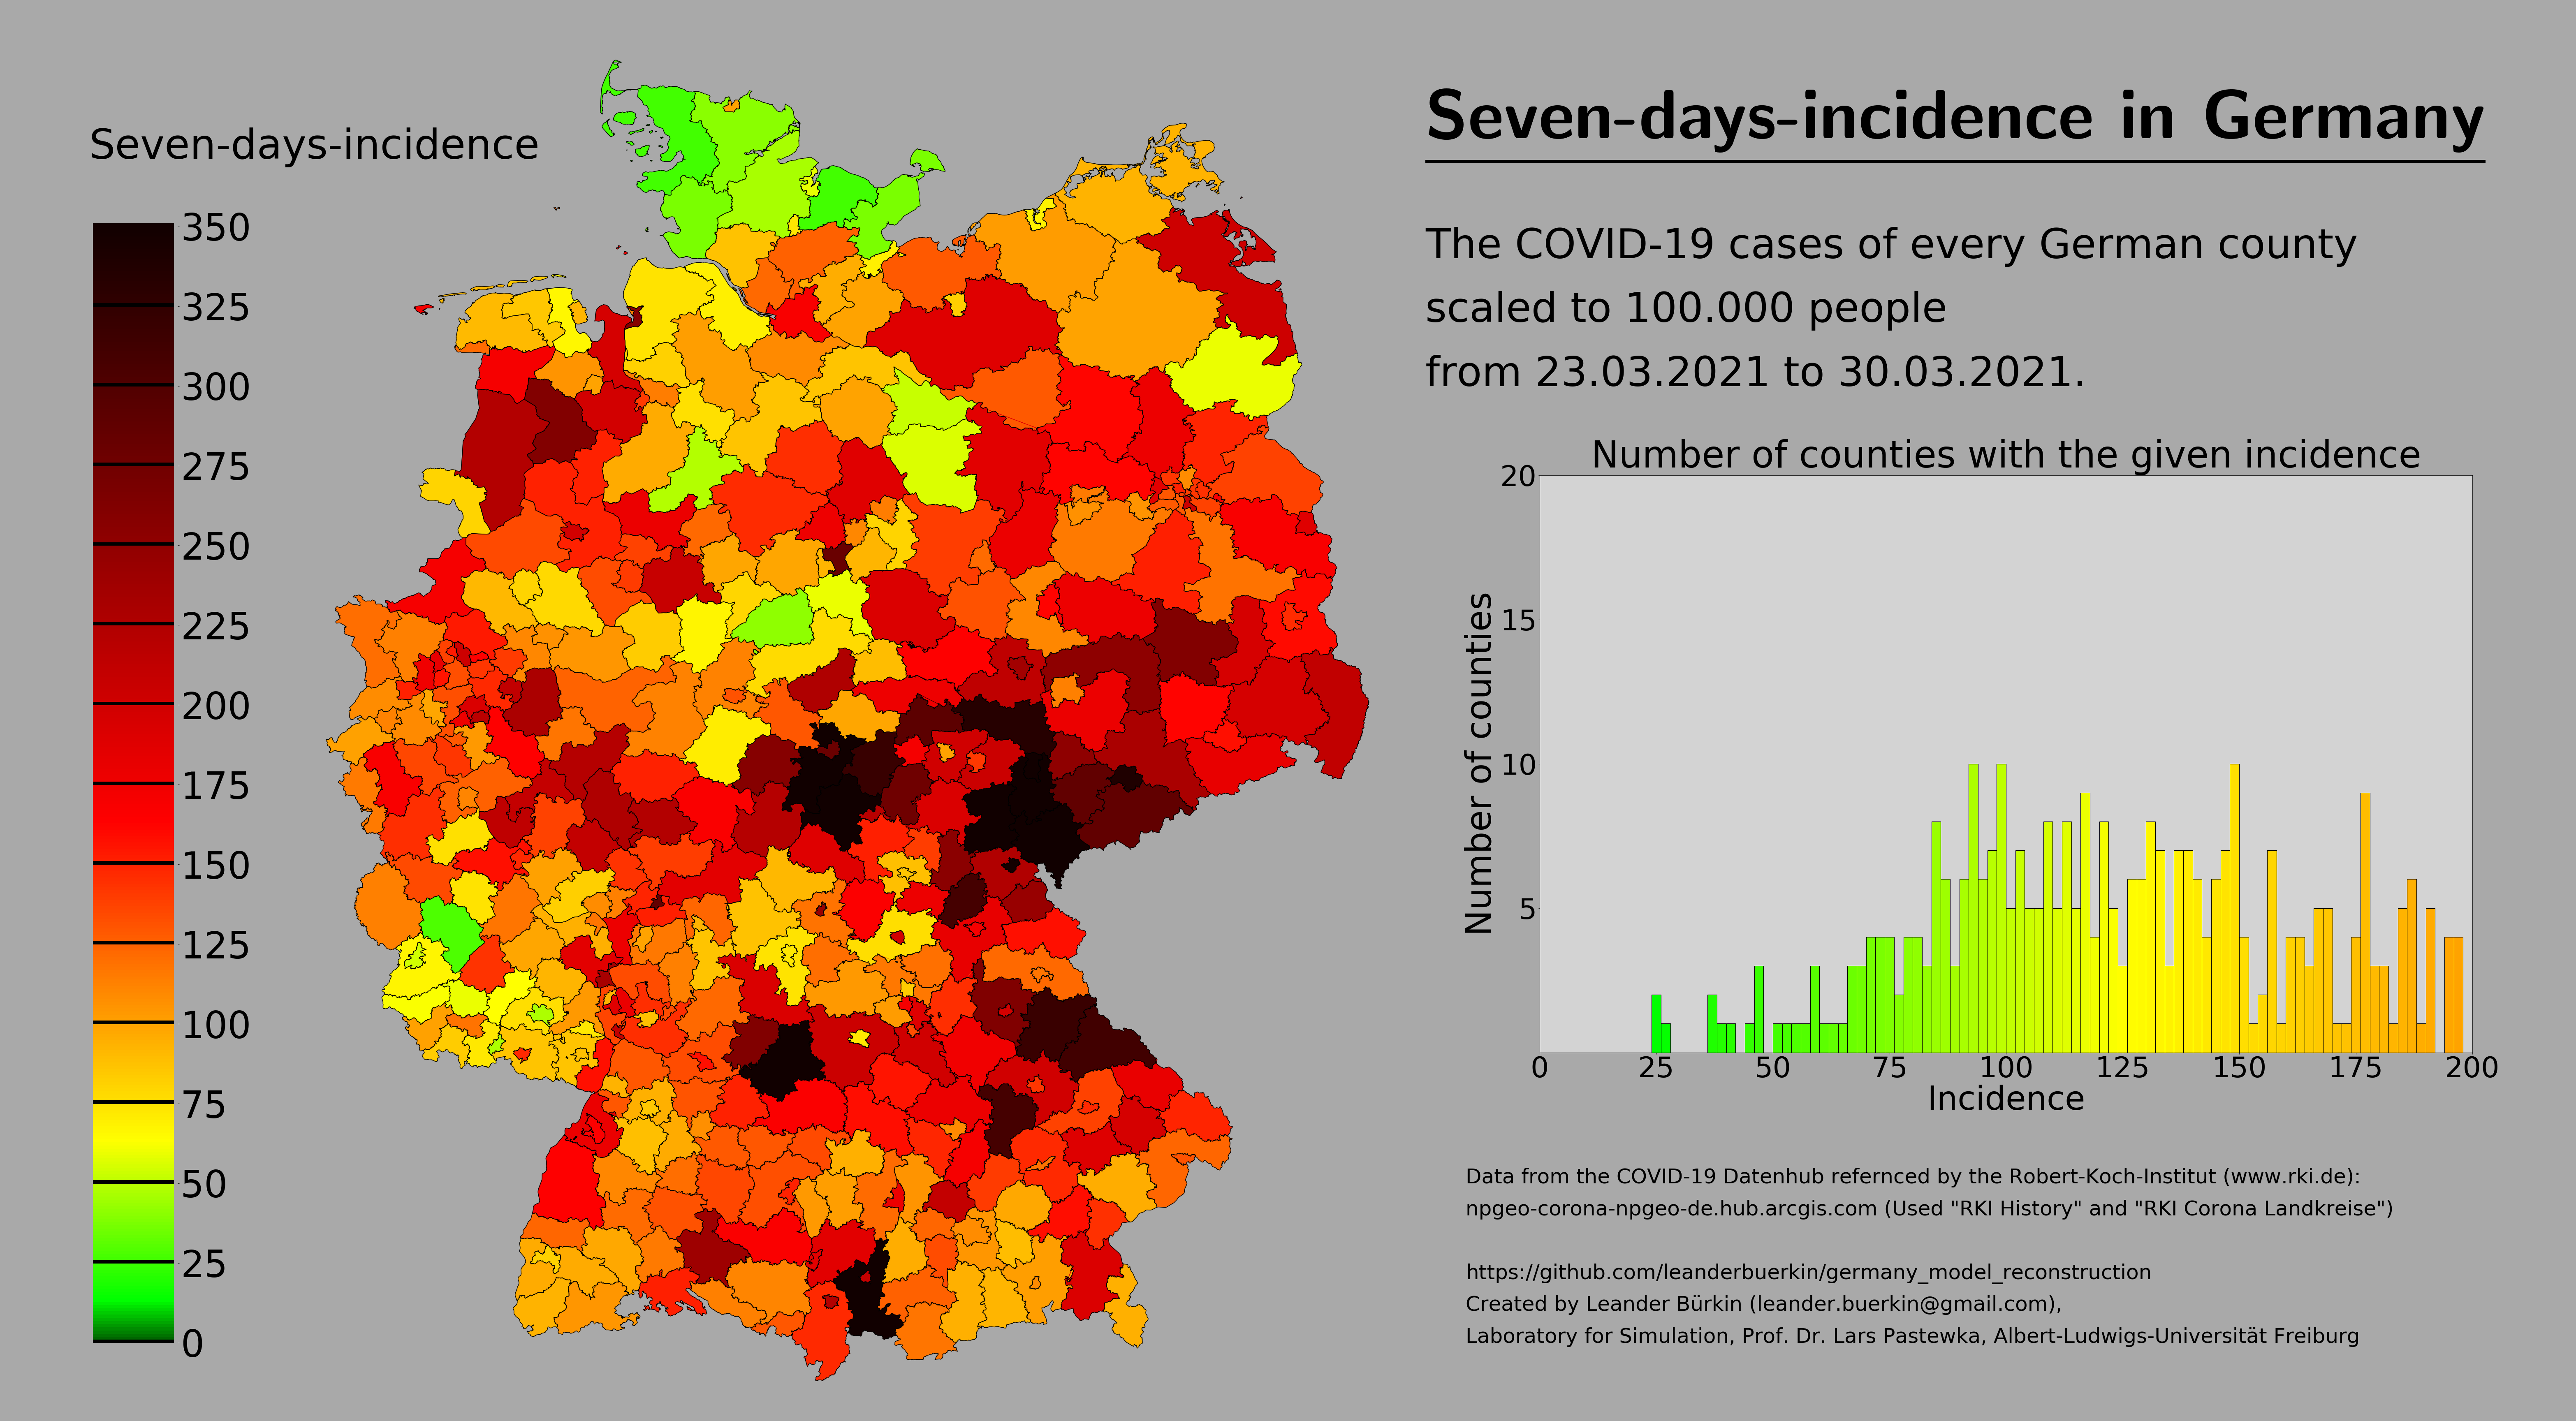 Seven-days-incidence
350
325
300
275
250
225
200
175
150
125
100
75
50
25
0
Seven-days-incidence in Germany
The COVID-19 cases of every German county
scaled to 100.000 people
from 23.03.2021 to 30.03.2021.
Number of counties with the given incidence
20
15
10
5
Number of counties
0 25 50 75 100 125 150 175 200
Incidence
Data from the COVID-19 Datenhub refernced by the Robert-Koch-Institut (www.rki.de):
npgeo-corona-npgeo-de.hub.arcgis.com (Used "RKI History" and "RKI Corona Landkreise")
https://github.com/leanderbuerkin/germany_model_reconstruction
Created by Leander Bürkin (leander.buerkin@gmail.com),
Laboratory for Simulation, Prof. Dr. Lars Pastewka, Albert-Ludwigs-Universität Freiburg